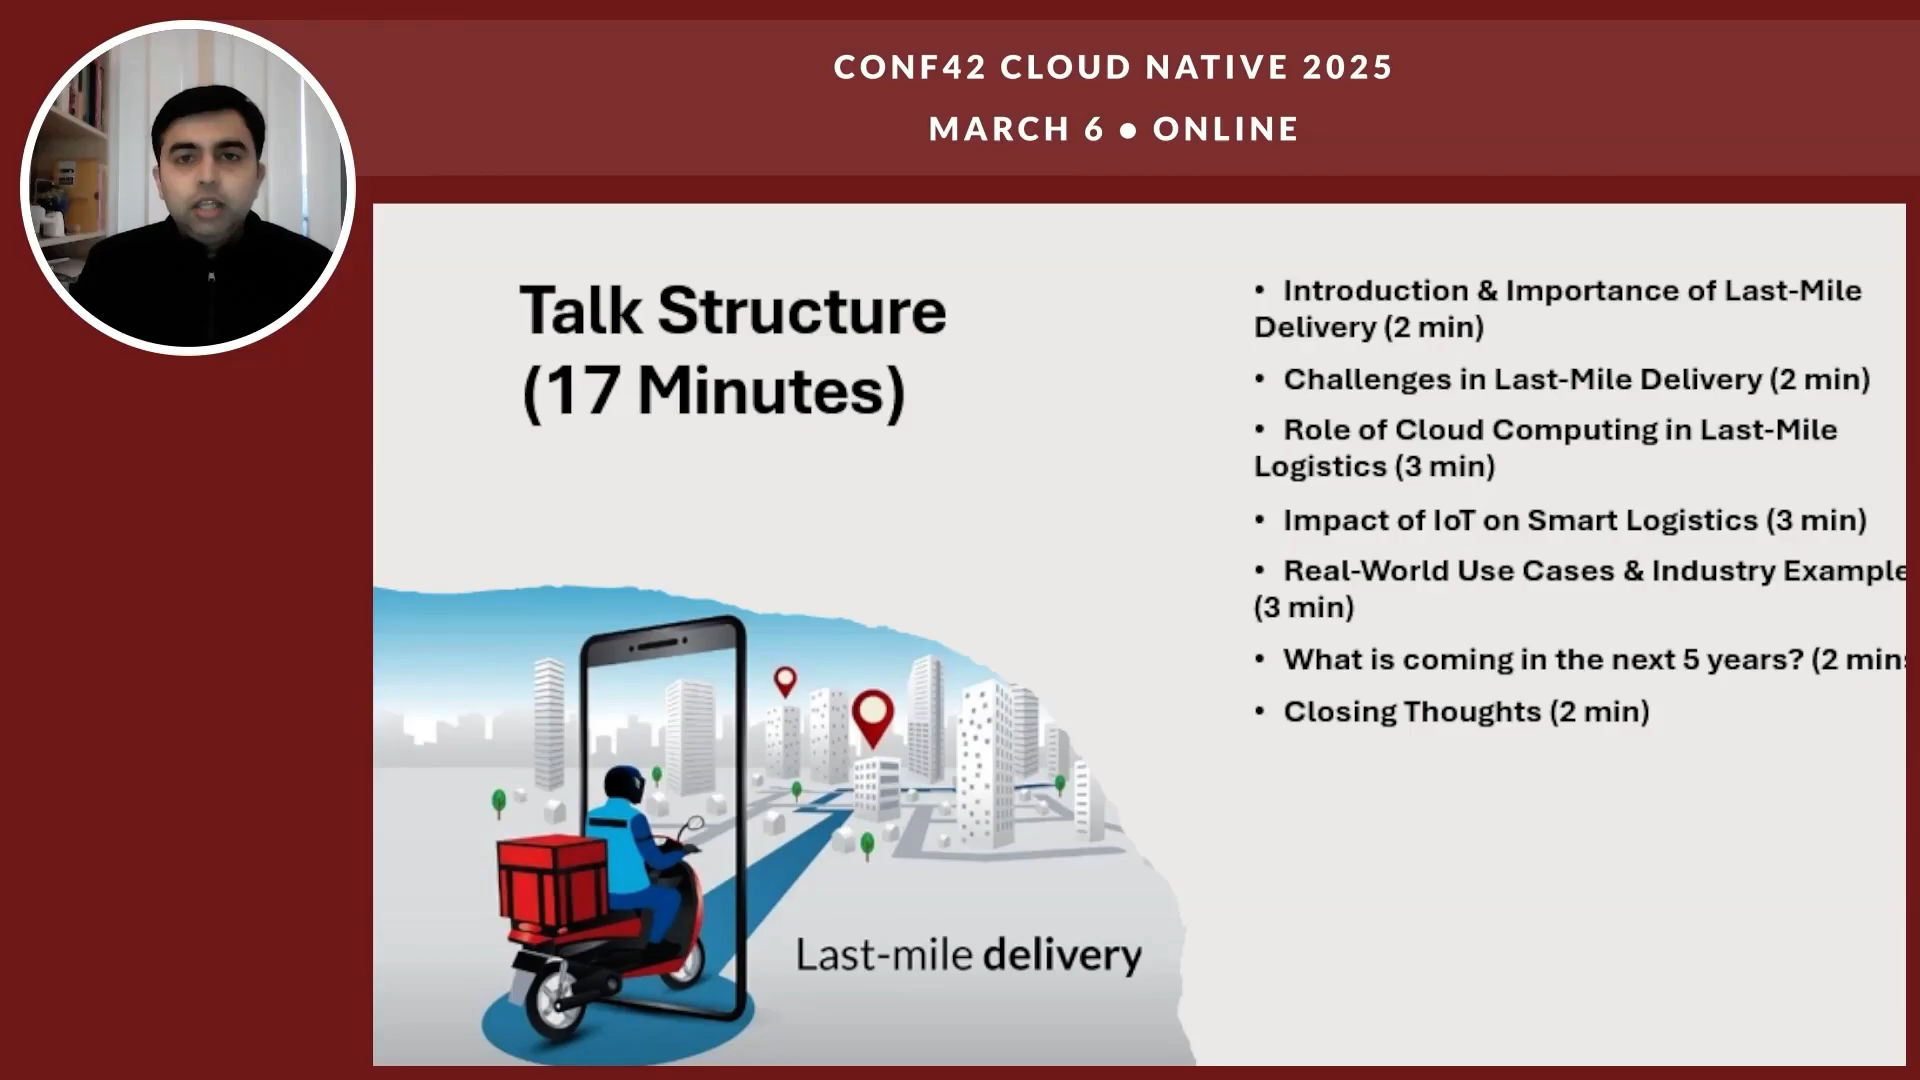 CONF42 CLOUD NATIVE 2025
MARCH 6 ● ONLINE
Talk Structure
(17 Minutes)
• Introduction & Importance of Last-Mile
Delivery (2 min)
• Challenges in Last-Mile Delivery (2 min)
• Role of Cloud Computing in Last-Mile
Logistics (3 min)
• Impact of IoT on Smart Logistics (3 min)
• Real-World Use Cases & Industry Example
(3 min)
• What is coming in the next 5 years? (2 mins
• Closing Thoughts (2 min)
Last-mile delivery